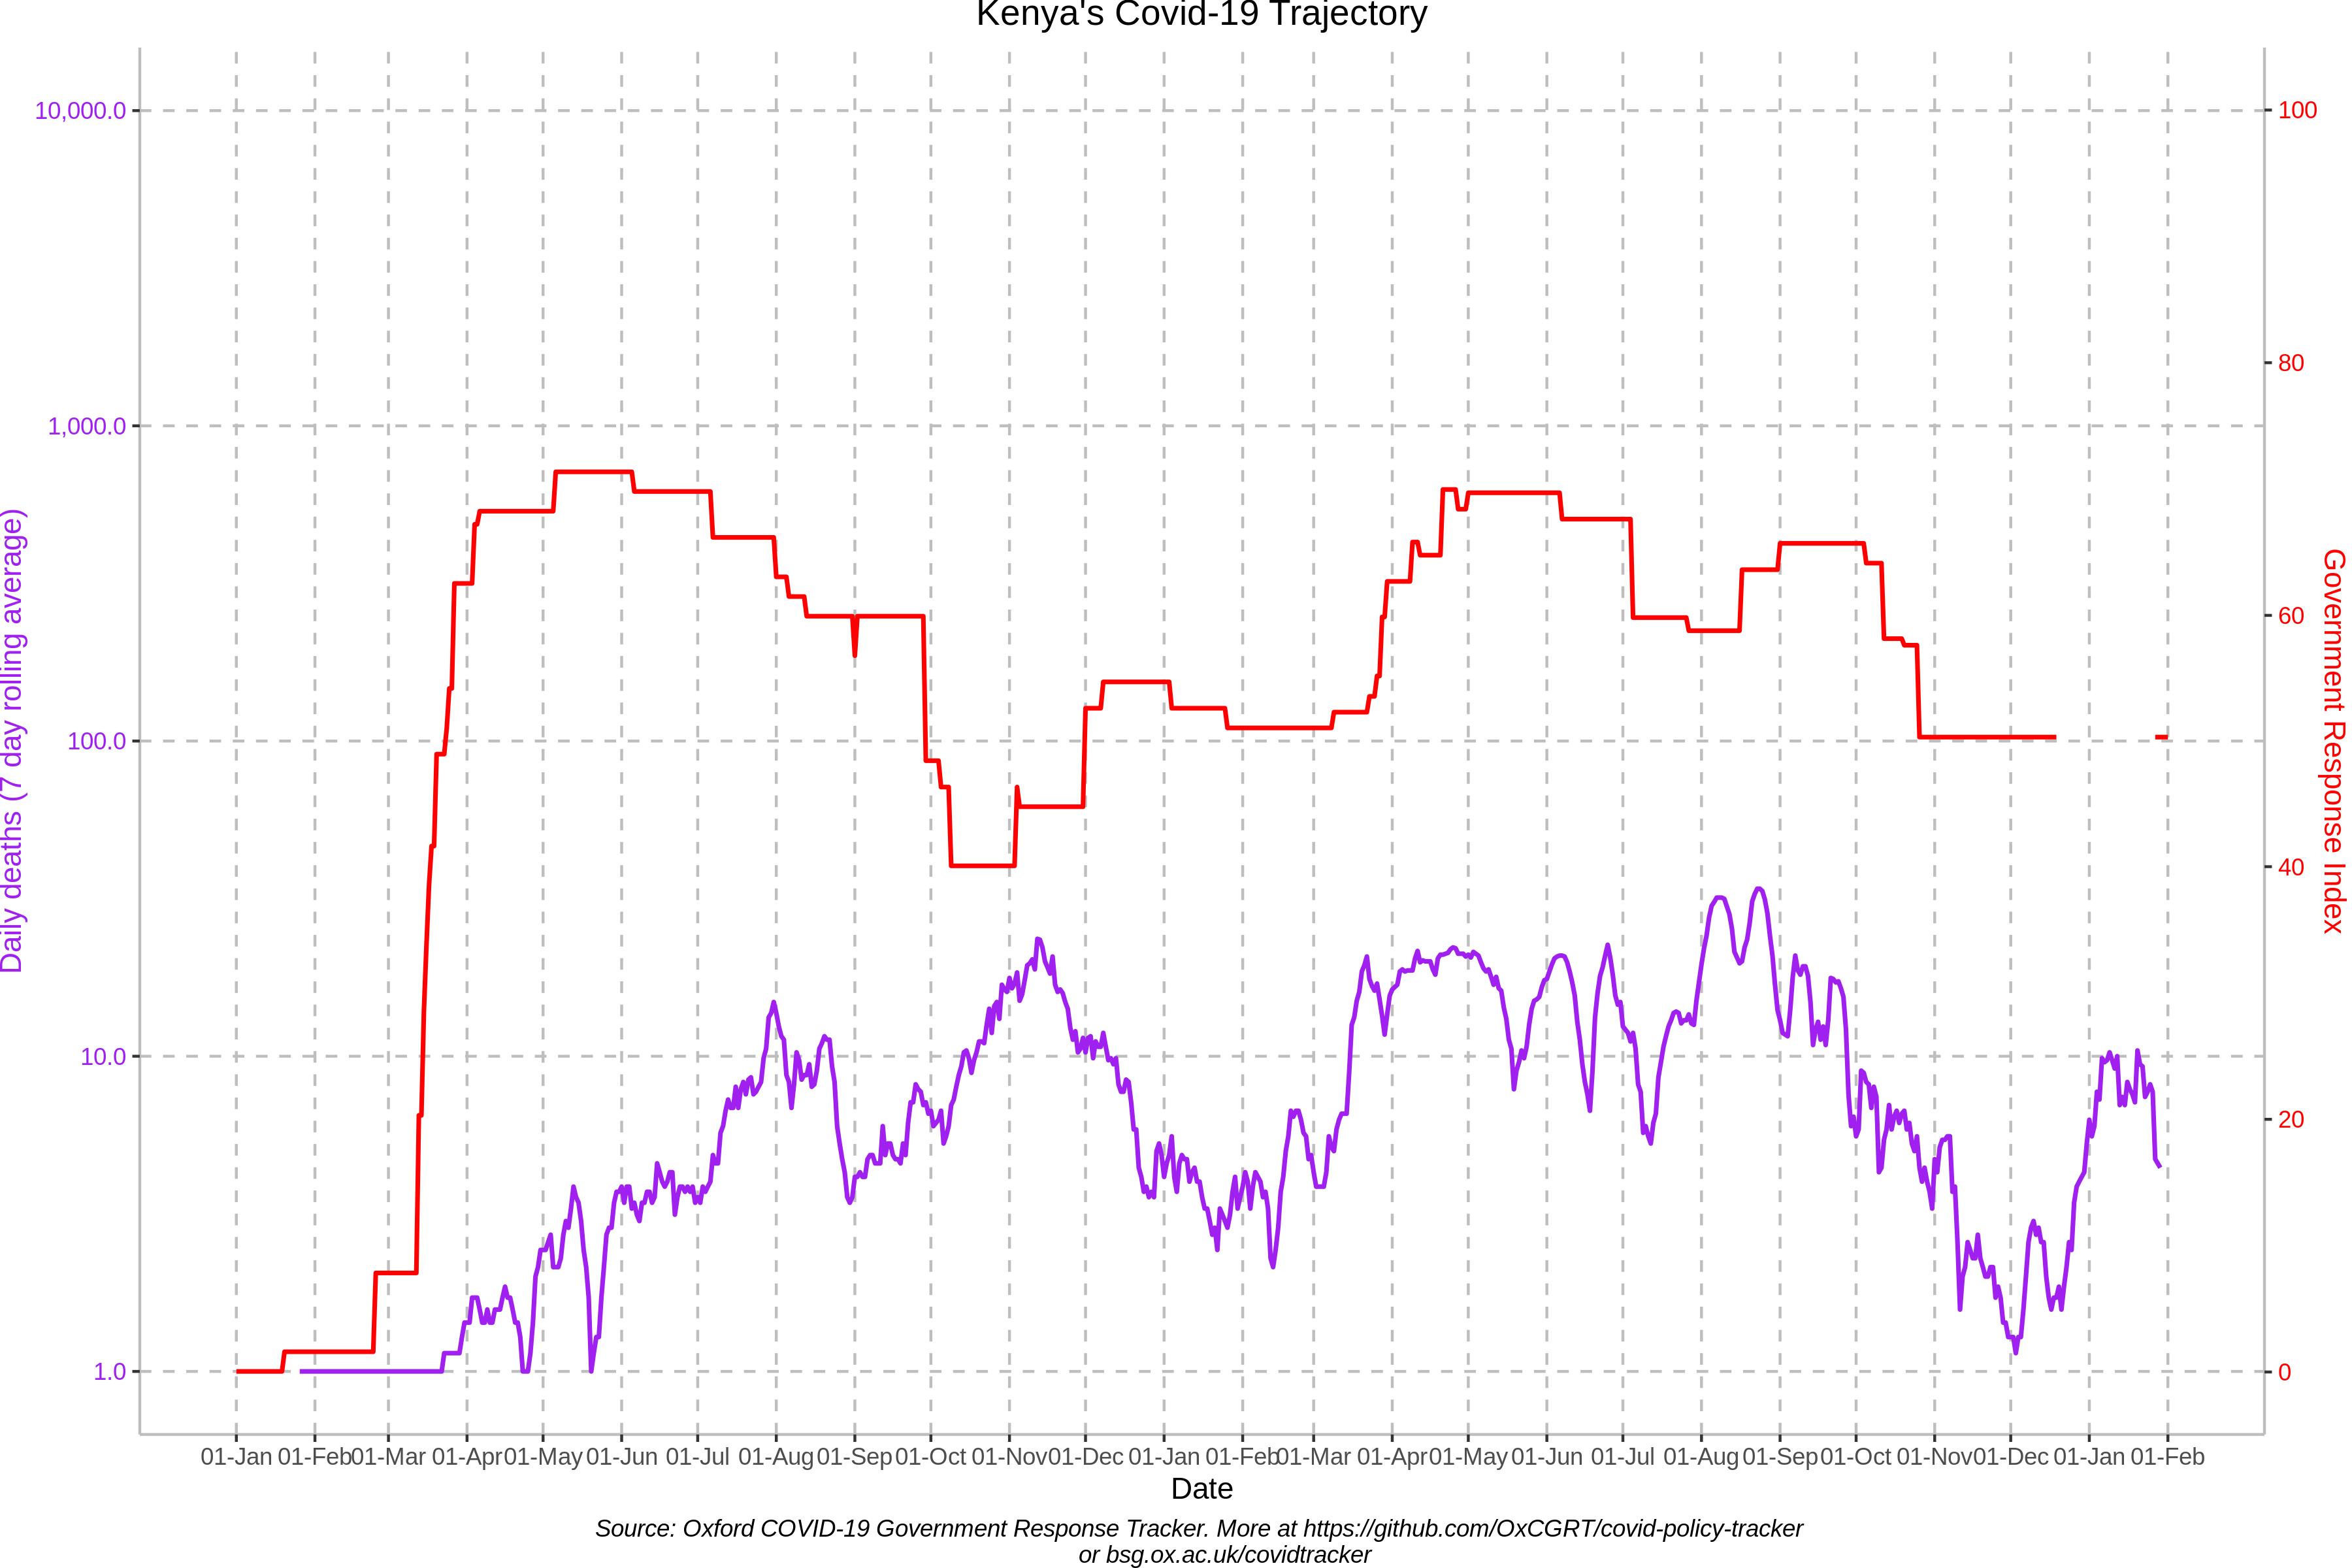 Kenya's Covid-19 Trajectory
10,000.0
1,000.0
100.0
10.0
1.0
Daily deaths (7 day rolling average)
100
80
60
40
20
0
Government Response Index
01-Jan 01-Feb 01-Mar 01-Apr 01-May 01-Jun 01-Jul 01-Aug 01-Sep 01-Oct 01-Nov 01-Dec 01-Jan 01-Feb 01-Mar 01-Apr 01-May 01-Jun 01-Jul 01-Aug 01-Sep 01-Oct 01-Nov 01-Dec 01-Jan 01-Feb
Date
Source: Oxford COVID-19 Government Response Tracker. More at https://github.com/OxCGRT/covid-policy-tracker
or bsg.ox.ac.uk/covidtracker